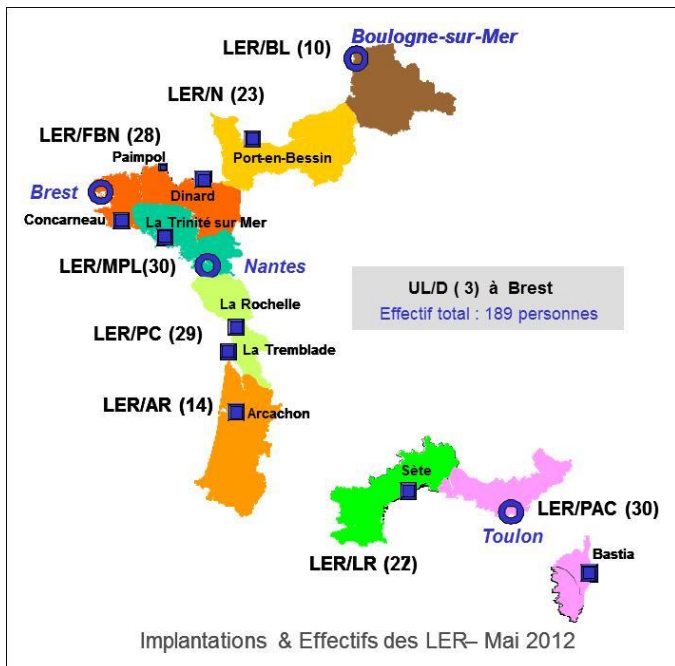 Boulogne-sur-Mer
LER/BL (10)
LER/N (23)
LER/FBN (28)
Paimpol
Port-en-Bessin
Brest
Dinard
Concarneau
La Trinité sur Mer
LER/MPL(30)
Nantes
UL/D ( 3) à Brest
Effectif total : 189 personnes
La Rochelle
LER/PC (29)
La Tremblade
LER/AR (14)
Arcachon
Sète
LER/PAC (30)
Toulon
LER/LR (22)
Bastia
Implantations & Effectifs des LER– Mai 2012